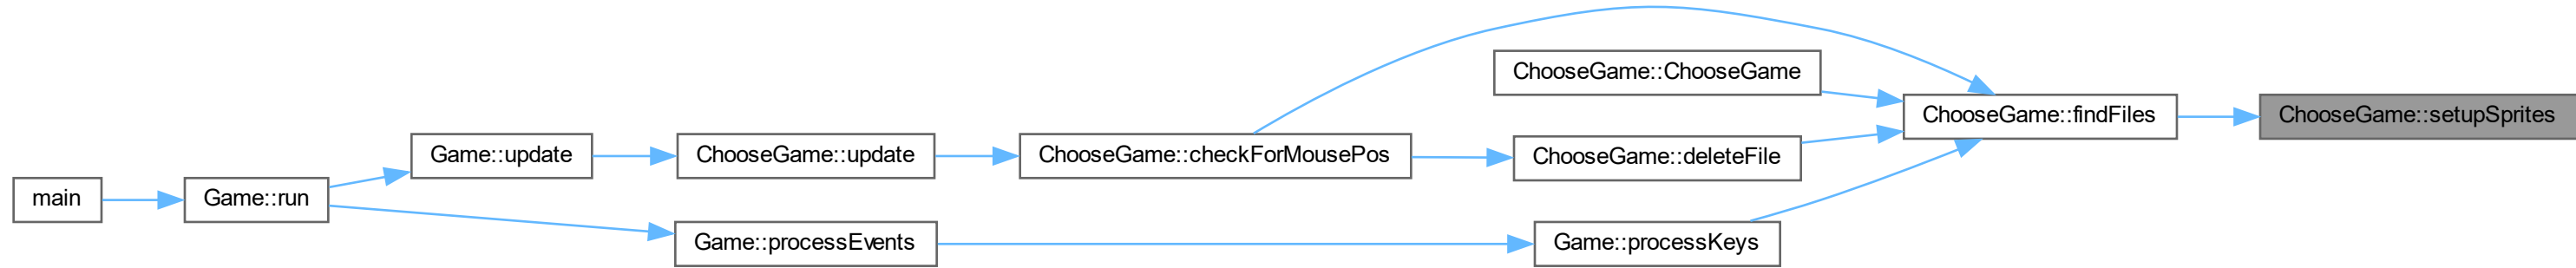 main
Game::run
Game::update
Game::processEvents
ChooseGame::update
ChooseGame::checkForMousePos
ChooseGame::ChooseGame
ChooseGame::deleteFile
Game::processKeys
ChooseGame::findFiles
ChooseGame::setupSprites